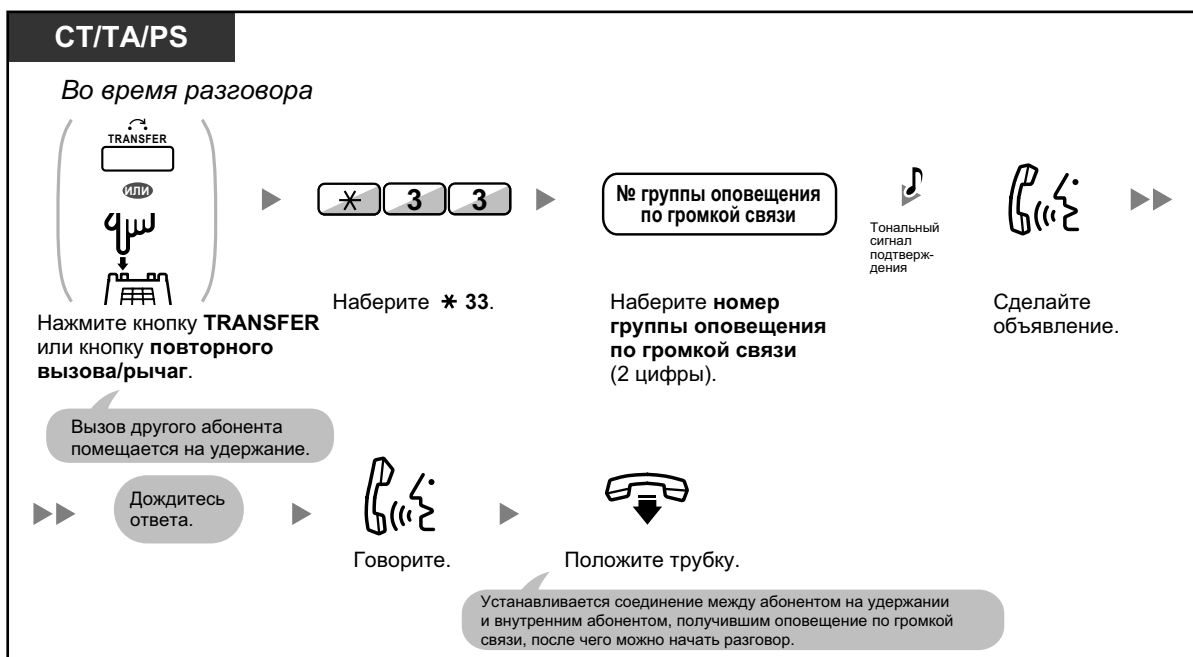 CT/TA/PS
Во время разговора
TRANSFER
или
Нажмите кнопку TRANSFER
или кнопку повторного
вызова/рычаг.
Вызов другого абонента
помещается на удержание.
✱ 3 3
Наберите ✱ 33.
№ группы оповещения
по громкой связи
Наберите номер
группы оповещения
по громкой связи
(2 цифры).
Тональный
сигнал
подтверж-
дения
Сделайте
объявление.
Дождитесь
ответа.
Говорите.
Положите трубку.
Устанавливается соединение между абонентом на удержании
и внутренним абонентом, получившим оповещение по громкой
связи, после чего можно начать разговор.